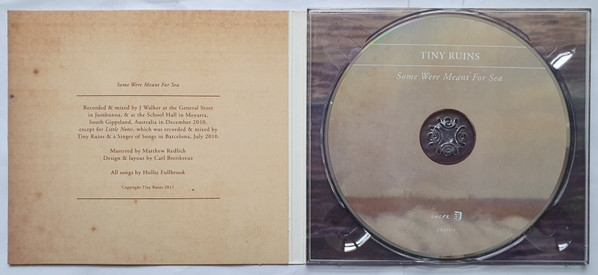 Some Were Meant For Sea
Recorded & mixed by J Walker at the General Store
in Jumbunna, & at the School Hall in Moyarra,
South Gippsland, Australia in December 2010,
except for Little Notes, which was recorded & mixed by
Tiny Ruins & a Singer of Songs in Barcelona, July 2010.
Mastered by Matthew Redlich
Design & layout by Carl Breitkreuz
All songs by Hollie Fullbrook
Copyright Tiny Ruins 2011
TINY RUINS
Some Were Meant For Sea